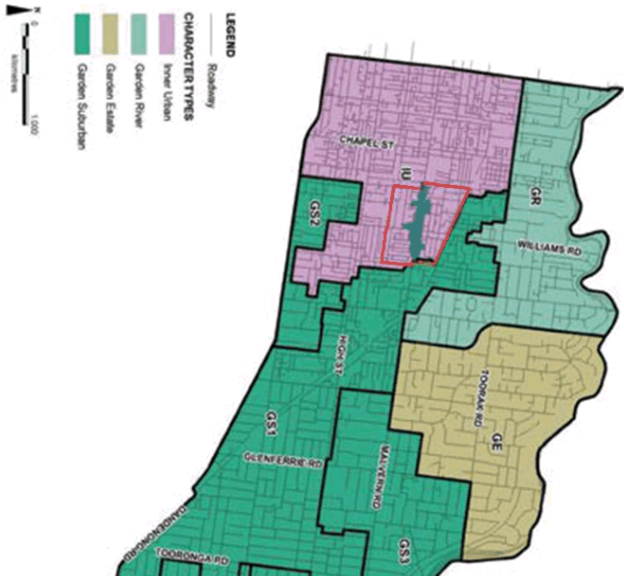 N
0
1,000
kilometres
LEGEND
Roadway
CHARACTER TYPES
Inner Urban
Garden River
Garden Estate
Garden Suburban
CHAPEL ST
IU
GR
GS2
WILLIAMS RD
HIGH ST
TOORAK RD
GE
GS1
GLENFERRIE RD
MALVERN RD
GS3
DANDENONG RD
TOORONGA RD